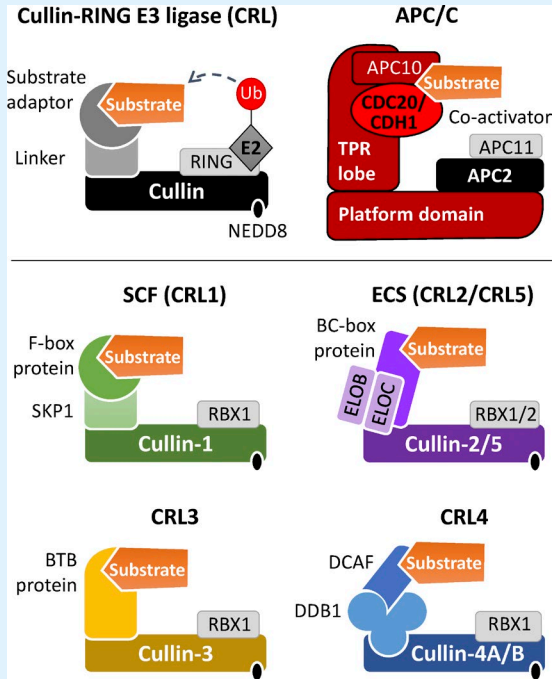 Cullin-RING E3 ligase (CRL)
Substrate
adaptor
Substrate
Ub
Linker
RING
E2
Cullin
NEDD8
APC/C
APC10
Substrate
CDC20/
CDH1
Co-activator
TPR
lobe
APC11
APC2
Platform domain
SCF (CRL1)
F-box
protein
Substrate
SKP1
RBX1
Cullin-1
ECS (CRL2/CRL5)
BC-box
protein
Substrate
ELOB
ELOC
RBX1/2
Cullin-2/5
CRL3
BTB
protein
Substrate
RBX1
Cullin-3
CRL4
DCAF
Substrate
DDB1
RBX1
Cullin-4A/B